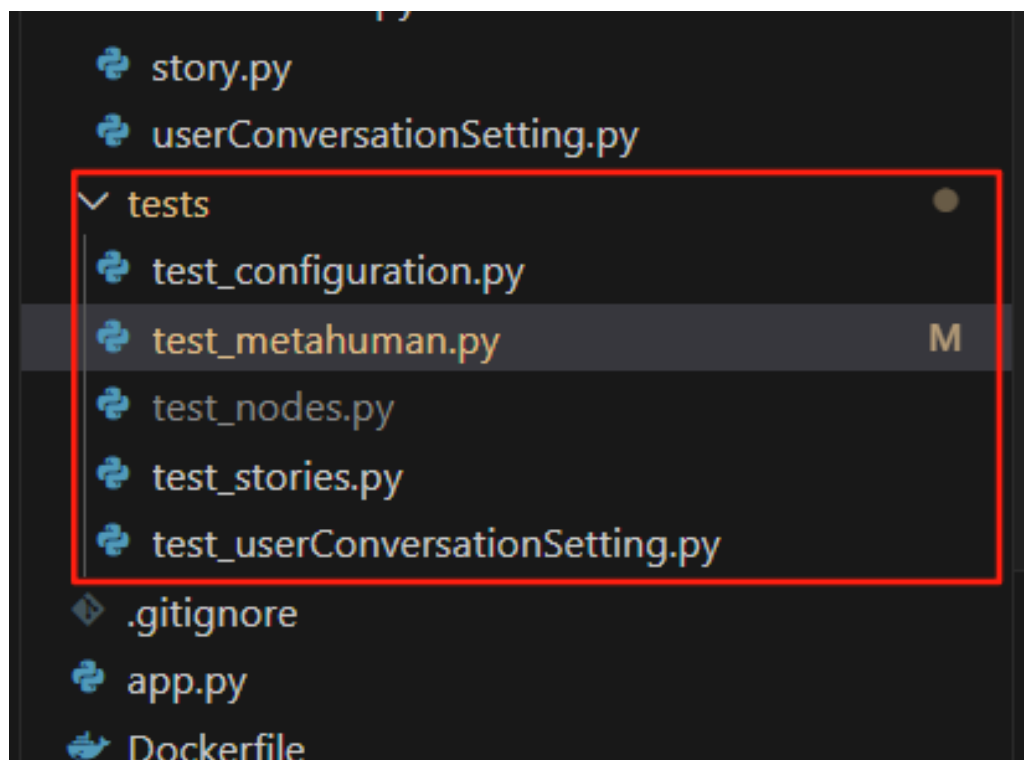 story.py
userConversationSetting.py
tests
test_configuration.py
test_metahuman.py M
test_nodes.py
test_stories.py
test_userConversationSetting.py
.gitignore
app.py
Dockerfile